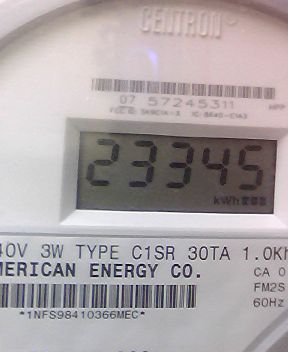 CENTRON®
07 57245311
23345
kWh
40V 3W TYPE C1SR 30TA 1.0Kh
MERICAN ENERGY CO.
CA 0
FM2S
60Hz
*1NFS98410366MEC*